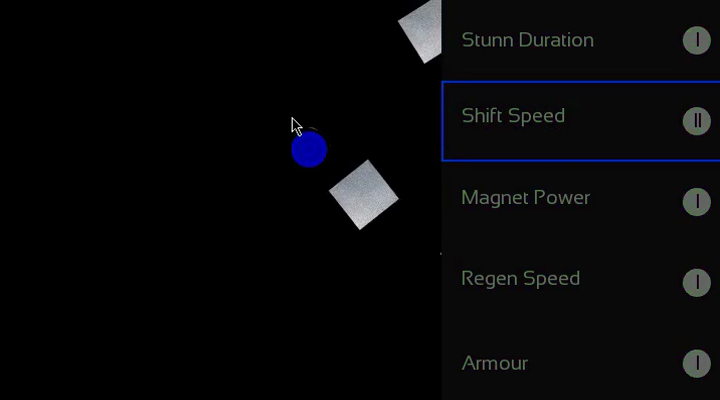 Stunn Duration I
Shift Speed II
Magnet Power I
Regen Speed I
Armour I